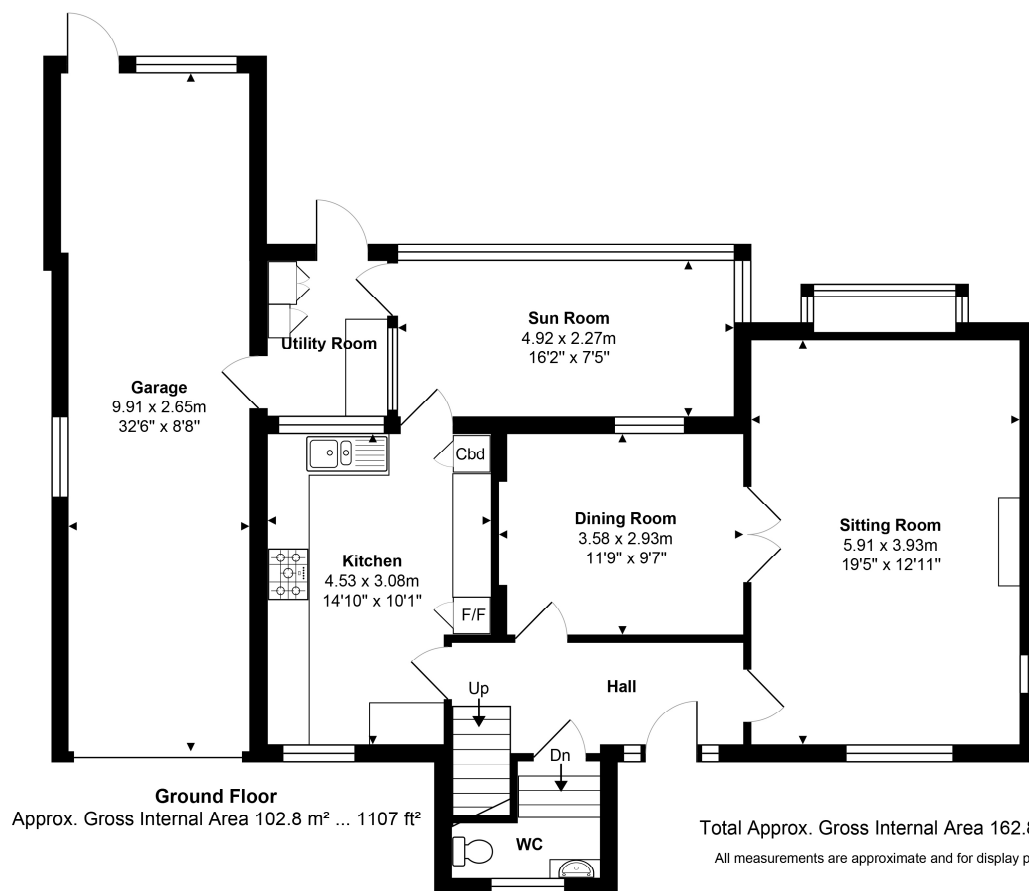 Sun Room
4.92 x 2.27m
16'2" x 7'5"
Utility Room
Garage
9.91 x 2.65m
32'6" x 8'8"
Cbd
Dining Room
3.58 x 2.93m
11'9" x 9'7"
Sitting Room
5.91 x 3.93m
19'5" x 12'11"
Kitchen
4.53 x 3.08m
14'10" x 10'1"
F/F
Hall
Up
Dn
WC
Ground Floor
Approx. Gross Internal Area 102.8 m² ... 1107 ft²
Total Approx. Gross Internal Area 162.8
All measurements are approximate and for display p